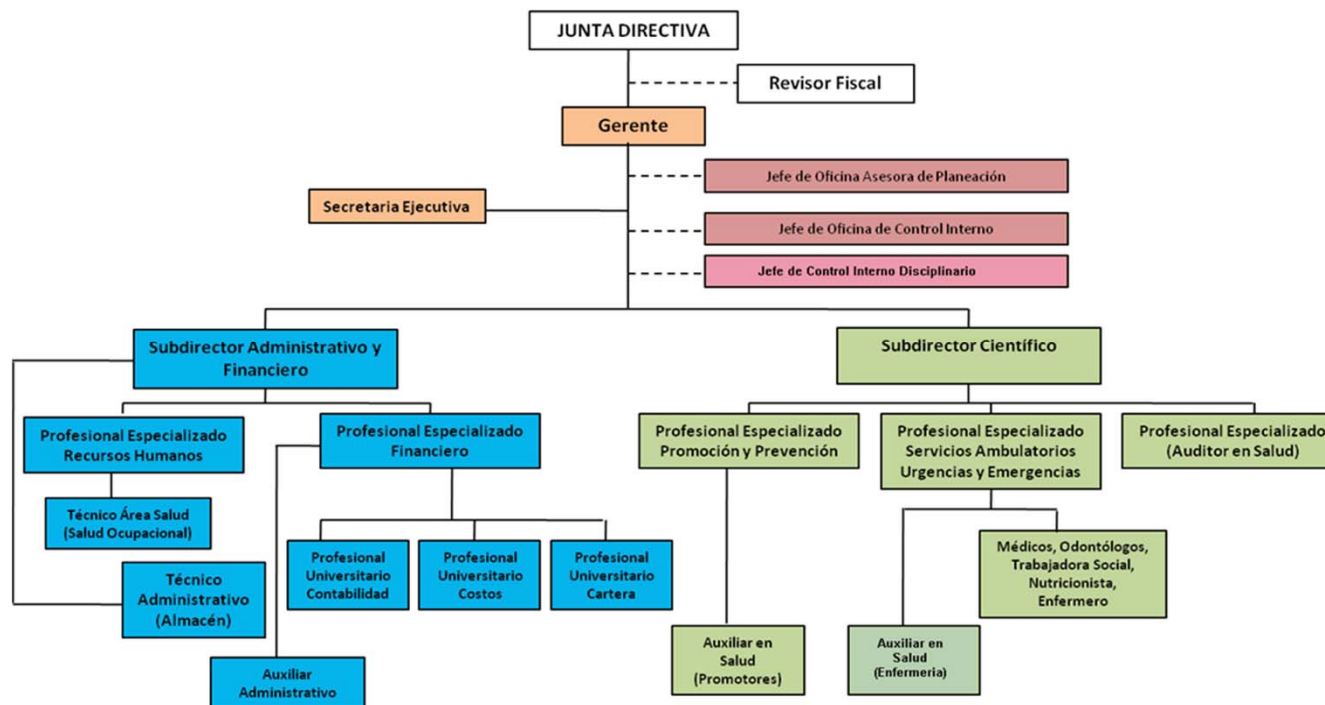 JUNTA DIRECTIVA
Revisor Fiscal
Gerente
Jefe de Oficina Asesora de Planeación
Secretaria Ejecutiva
Jefe de Oficina de Control Interno
Jefe de Control Interno Disciplinario
Subdirector Administrativo y
Financiero
Subdirector Científico
Profesional Especializado
Recursos Humanos
Profesional Especializado
Financiero
Profesional Especializado
Promoción y Prevención
Profesional Especializado
Servicios Ambulatorios
Urgencias y Emergencias
Profesional Especializado
(Auditor en Salud)
Técnico Área Salud
(Salud Ocupacional)
Profesional
Universitario
Contabilidad
Profesional
Universitario
Costos
Profesional
Universitario
Cartera
Médicos, Odontólogos,
Trabajadora Social,
Nutricionista,
Enfermero
Técnico
Administrativo
(Almacén)
Auxiliar
Administrativo
Auxiliar en
Salud
(Promotores)
Auxiliar en
Salud
(Enfermeria)